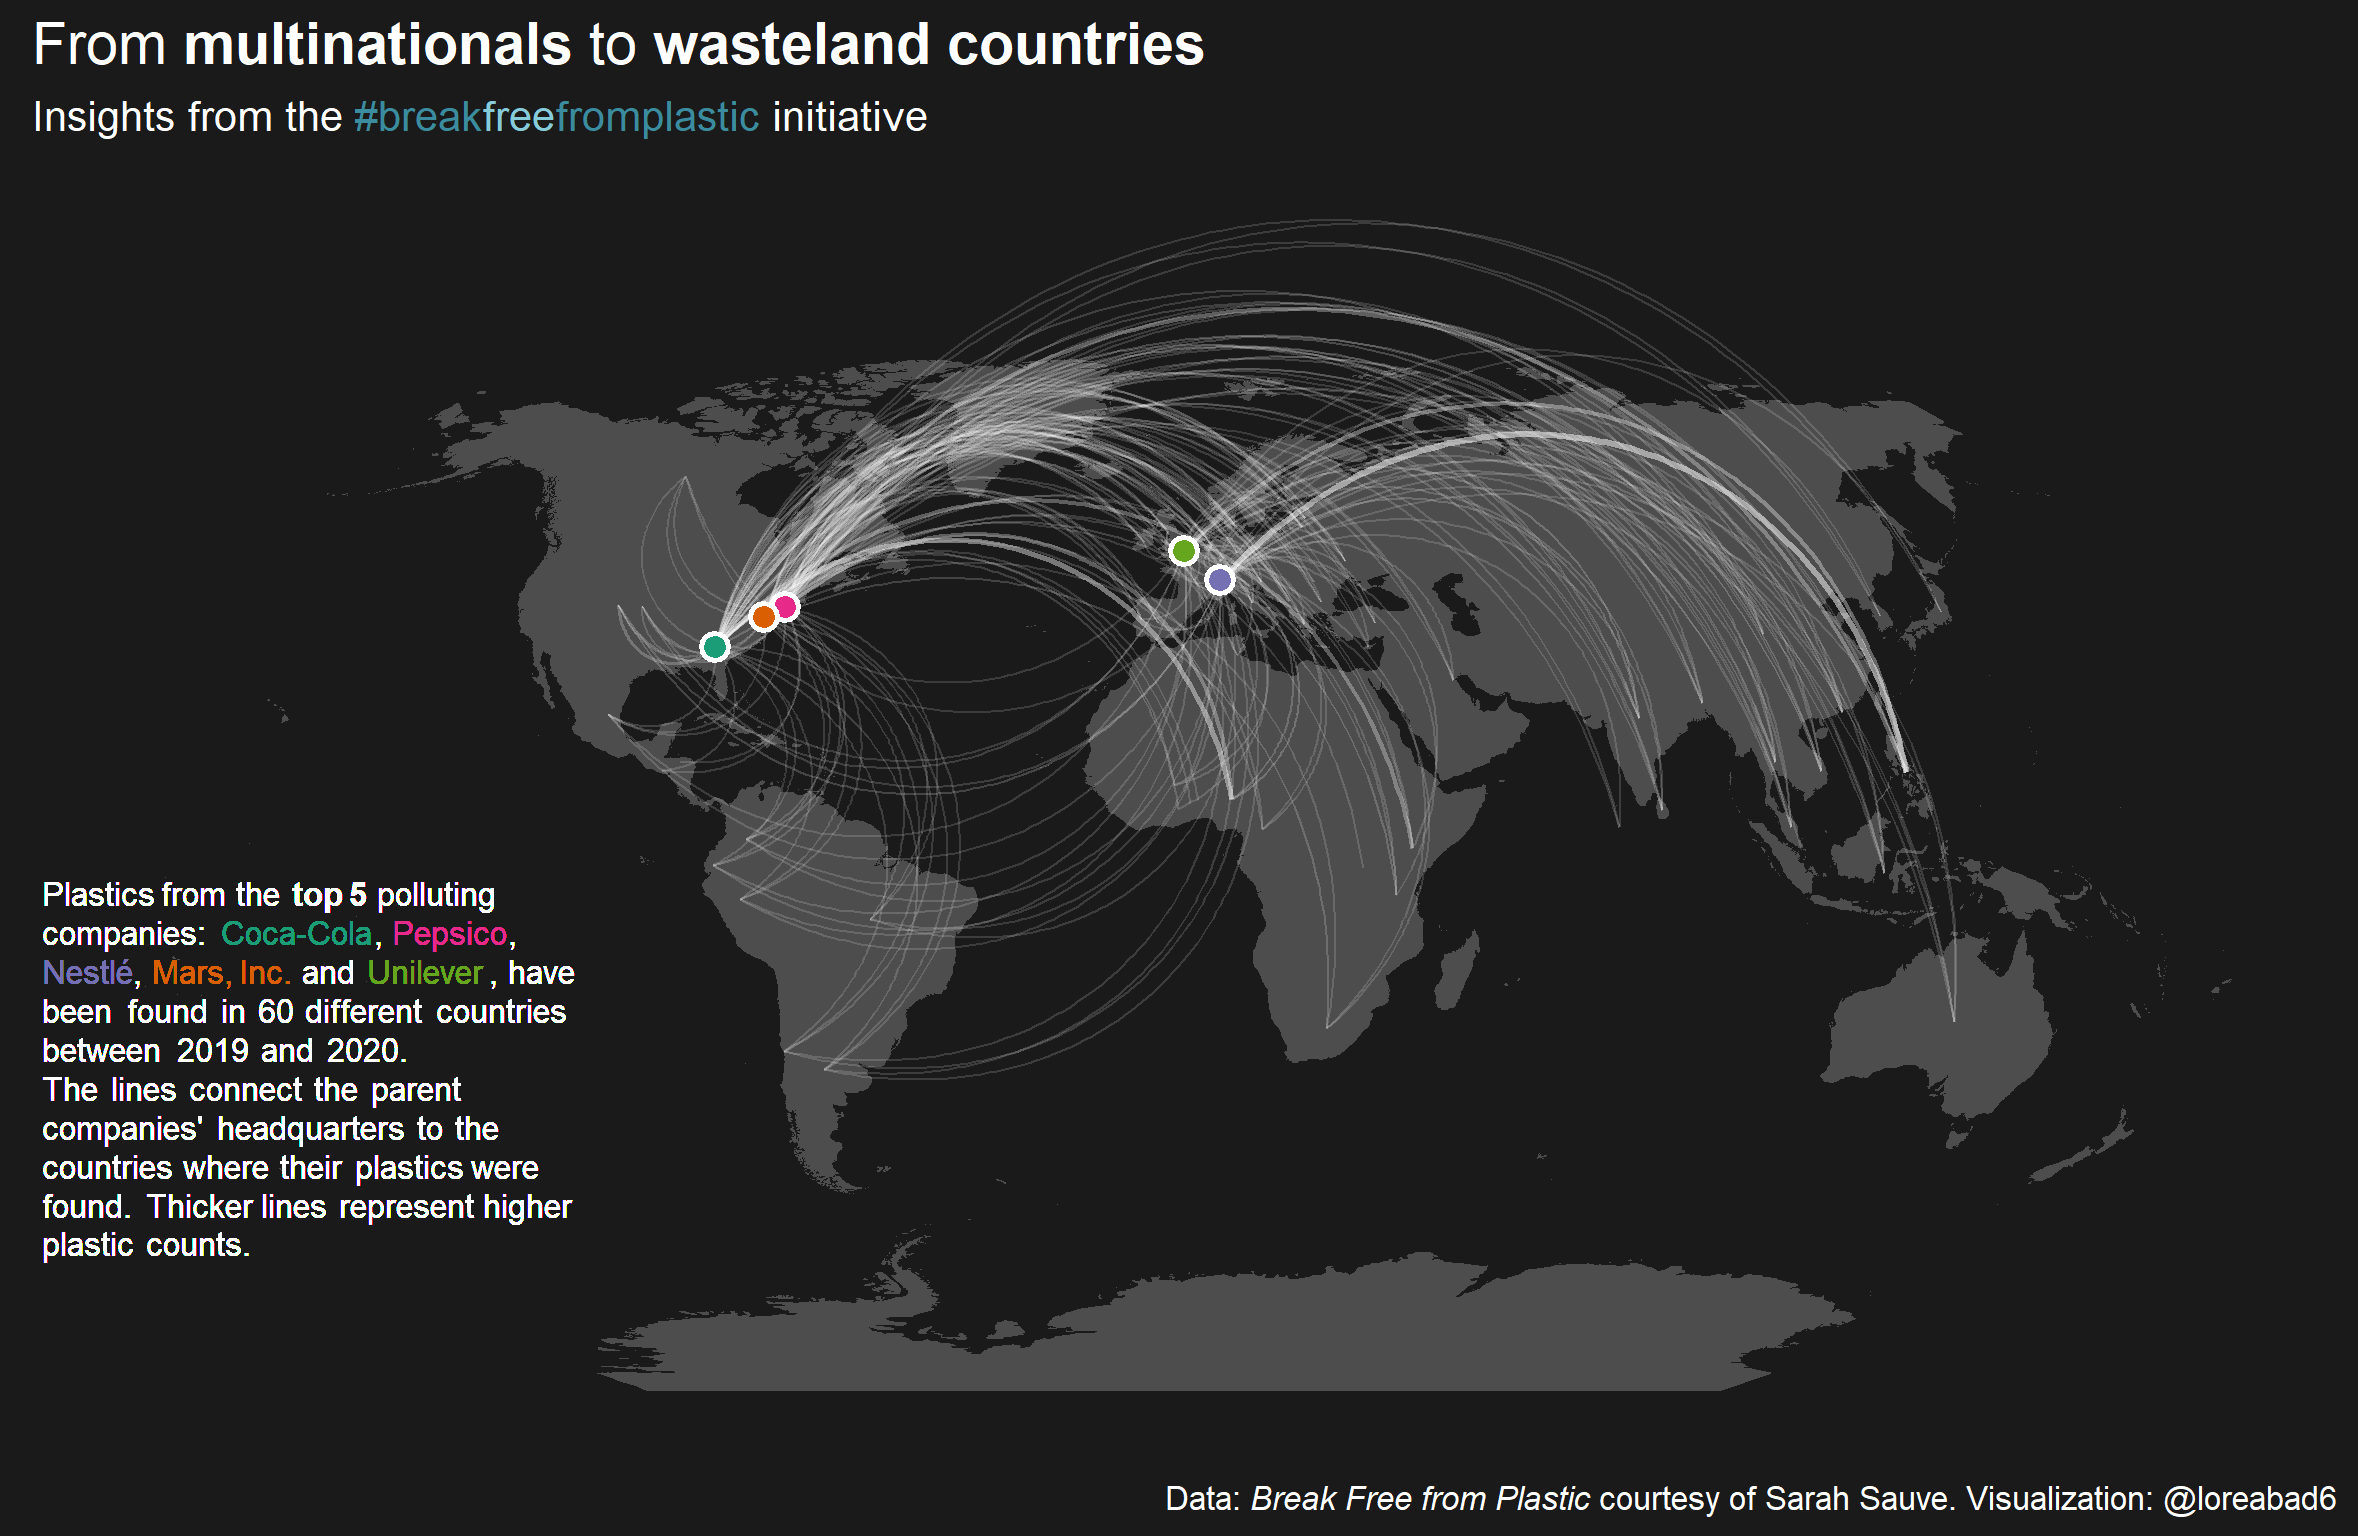 From multinationals to wasteland countries
Insights from the #breakfreefromplastic initiative
Plastics from the top 5 polluting
companies: Coca-Cola, Pepsico,
Nestlé, Mars, Inc. and Unilever , have
been found in 60 different countries
between 2019 and 2020.
The lines connect the parent
companies' headquarters to the
countries where their plastics were
found. Thicker lines represent higher
plastic counts.
Data: Break Free from Plastic courtesy of Sarah Sauve. Visualization: @loreabad6